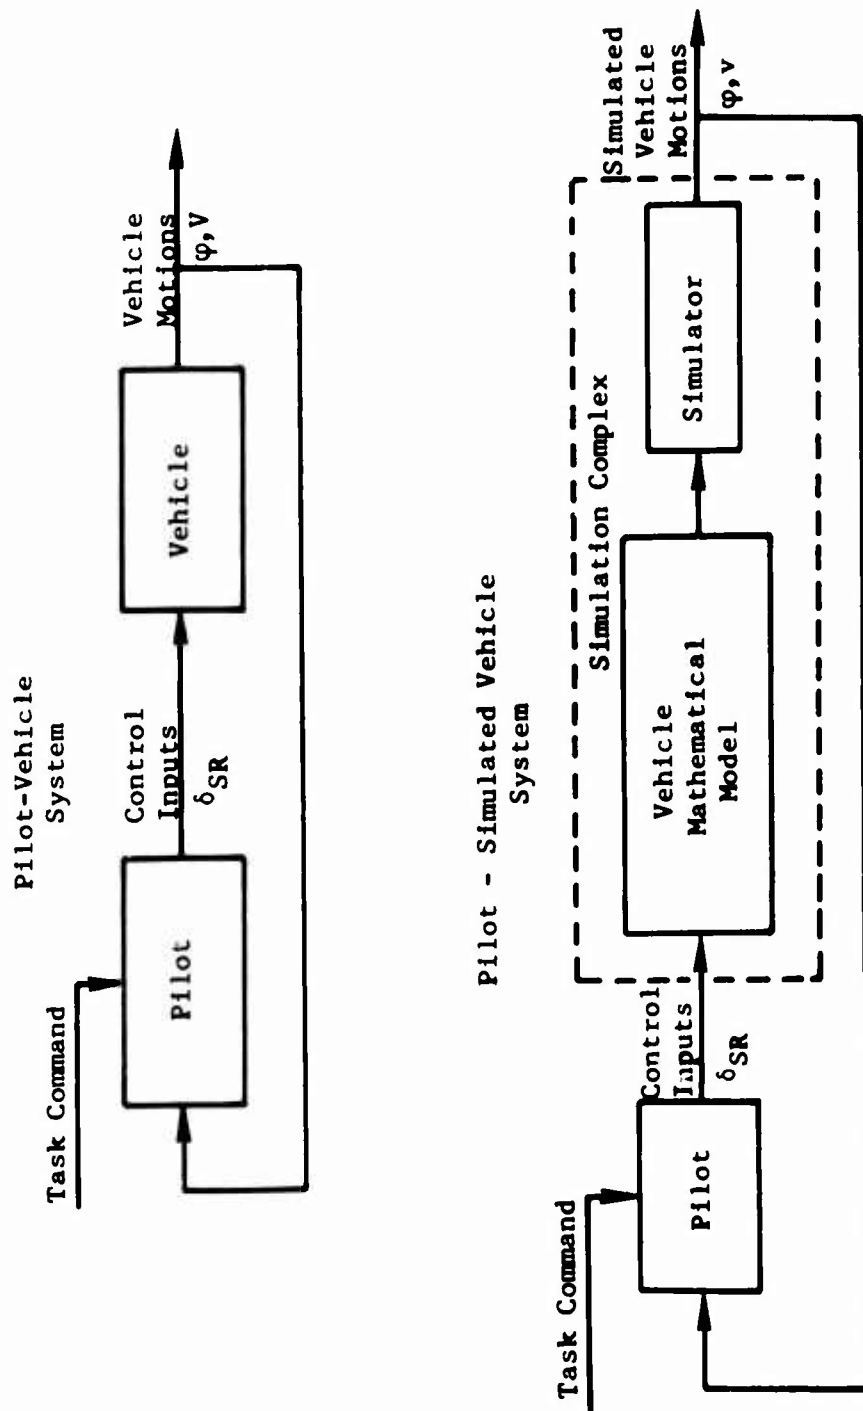 Pilot-Vehicle
System
Task Command
Pilot
Control
Inputs
δSR
Vehicle
Vehicle
Motions
φ,V
Pilot - Simulated Vehicle
System
Task Command
Pilot
Control
Inputs
δSR
Simulation Complex
Vehicle
Mathematical
Model
Simulator
Simulated
Vehicle
Motions
φ,v